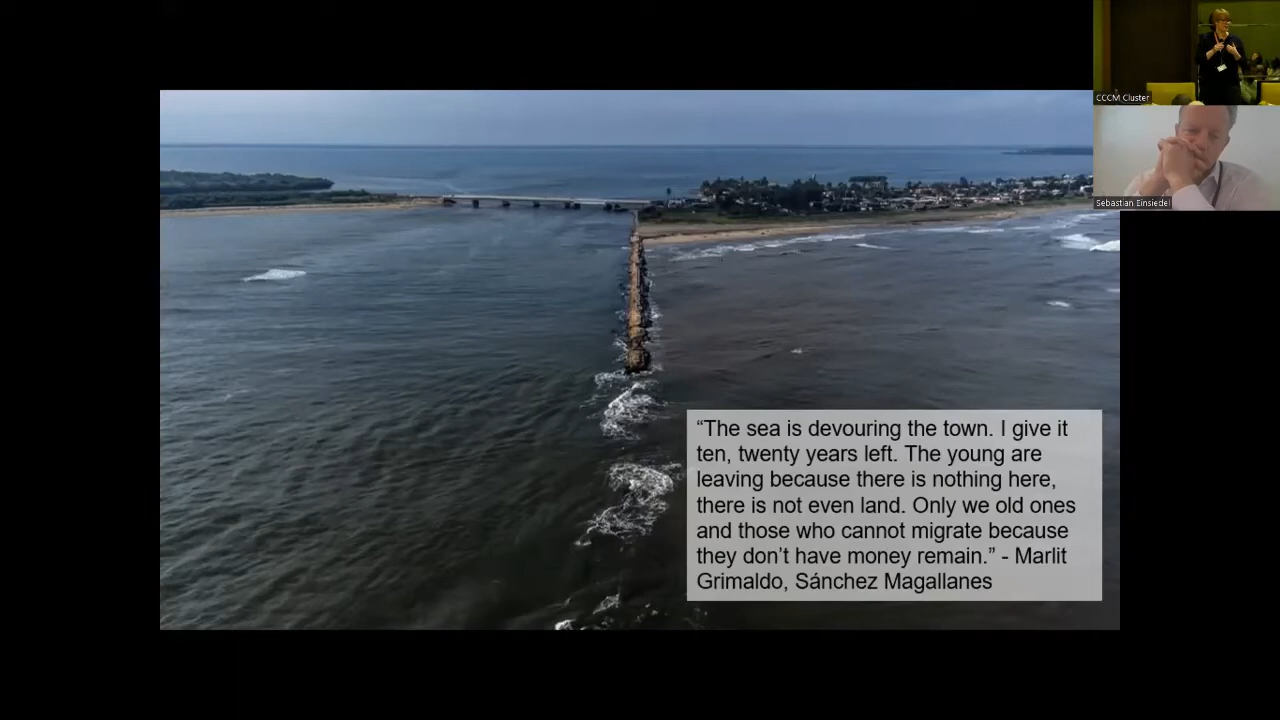 CCCM Cluster
Sebastian Einsiedel
“The sea is devouring the town. I give it
ten, twenty years left. The young are
leaving because there is nothing here,
there is not even land. Only we old ones
and those who cannot migrate because
they don’t have money remain.” - Marlit
Grimaldo, Sánchez Magallanes